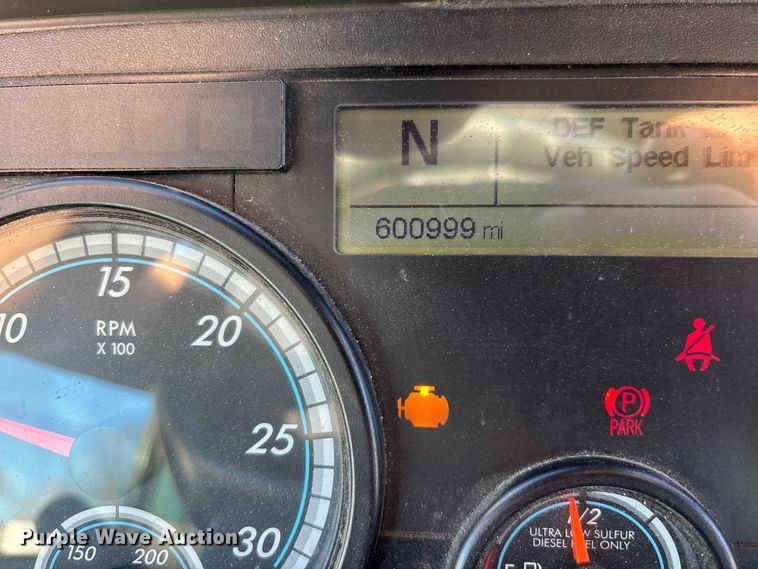 N
DEF Tank
Veh Speed
600999 mi
10
15
20
25
30
RPM
X 100
P
PARK
1/2
ULTRA LOW SULFUR
DIESEL FUEL ONLY
E
150
200
Purple Wave Auction